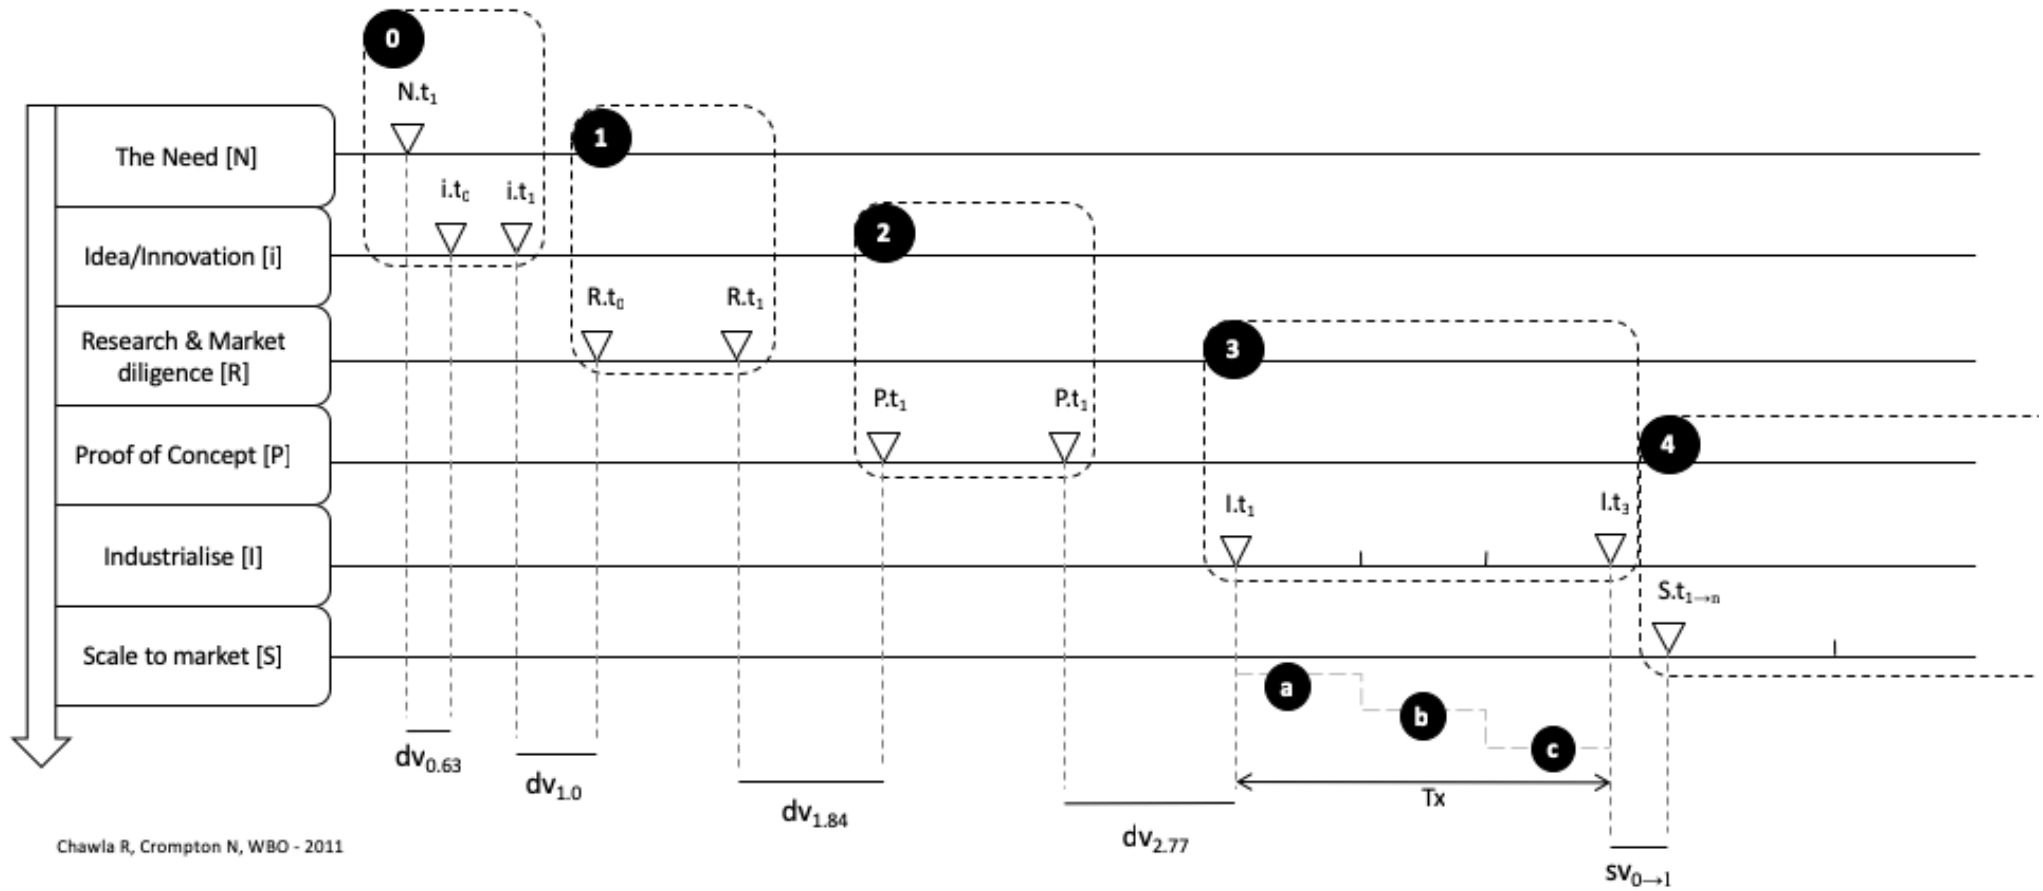 0
N.t₁
The Need [N]
1
i.t₀
i.t₁
Idea/Innovation [i]
2
R.t₀
R.t₁
Research & Market
diligence [R]
3
P.t₁
P.t₁
Proof of Concept [P]
4
I.t₁
I.t₃
Industrialise [I]
S.t₁→n
Scale to market [S]
a
b
c
dv₀.₆₃
dv₁.₀
dv₁.₈₄
Tx
dv₂.₇₇
sv₀→₁
Chawla R, Crompton N, WBO - 2011